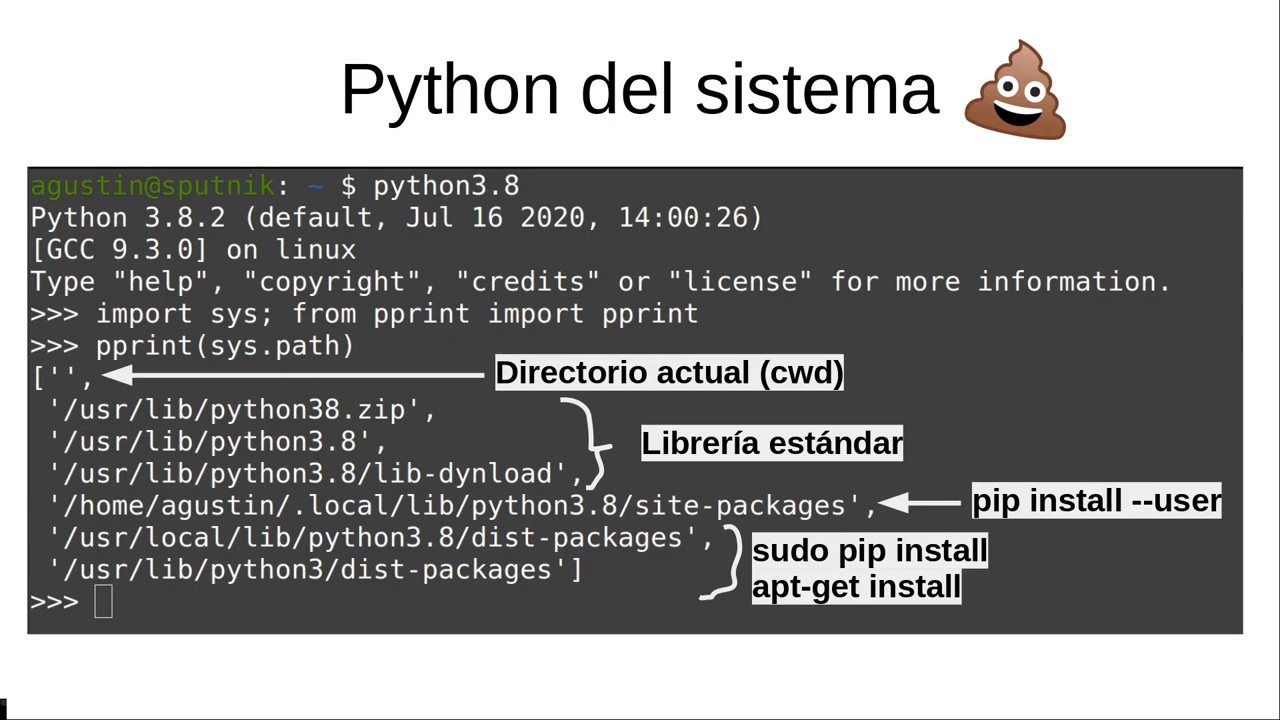 Python del sistema 💩
agustin@sputnik: ~ $ python3.8
Python 3.8.2 (default, Jul 16 2020, 14:00:26)
[GCC 9.3.0] on linux
Type "help", "copyright", "credits" or "license" for more information.
>>> import sys; from pprint import pprint
>>> pprint(sys.path)
['', Directorio actual (cwd)
'/usr/lib/python38.zip',
'/usr/lib/python3.8',
Librería estándar
'/usr/lib/python3.8/lib-dynload',
'/home/agustin/.local/lib/python3.8/site-packages', pip install --user
'/usr/local/lib/python3.8/dist-packages', sudo pip install
'/usr/lib/python3/dist-packages'] apt-get install
>>>